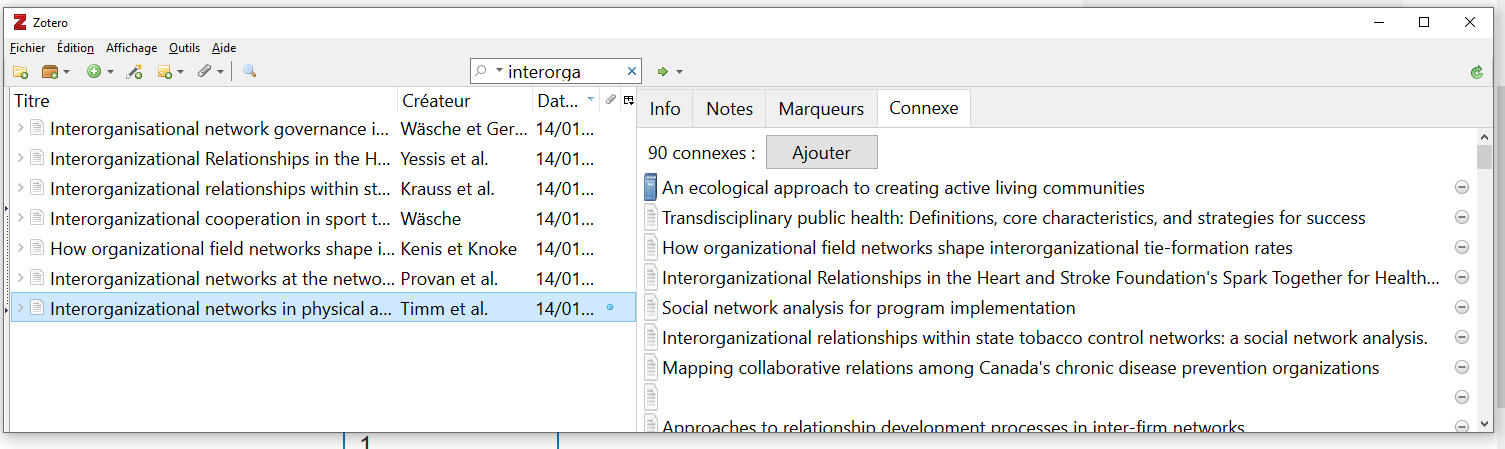 Zotero
Fichier Édition Affichage Outils Aide
interorga
Titre Créateur Dat...
Interorganisational network governance i... Wäsche et Ger... 14/01...
Interorganizational Relationships in the H... Yessis et al. 14/01...
Interorganizational relationships within st... Krauss et al. 14/01...
Interorganizational cooperation in sport t... Wäsche 14/01...
How organizational field networks shape i... Kenis et Knoke 14/01...
Interorganizational networks at the netwo... Provan et al. 14/01...
Interorganizational networks in physical a... Timm et al. 14/01...
Info Notes Marqueurs Connexe
90 connexes : Ajouter
An ecological approach to creating active living communities
Transdisciplinary public health: Definitions, core characteristics, and strategies for success
How organizational field networks shape interorganizational tie-formation rates
Interorganizational Relationships in the Heart and Stroke Foundation's Spark Together for Health...
Social network analysis for program implementation
Interorganizational relationships within state tobacco control networks: a social network analysis.
Mapping collaborative relations among Canada's chronic disease prevention organizations
Approaches to relationship development processes in inter-firm networks
1